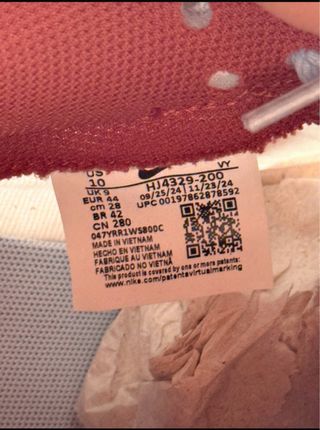 US
10
VY
HJ4329-200
UK 9
09/25/24 | 11/23/24
EUR 44
UPC 00197862878592
cm 28
BR 42
CN 280
047YRR1WS800C
MADE IN VIETNAM
HECHO EN VIETNAM
FABRIQUE AU VIETNAM
FABRICADO NO VIETNÃ
This product is covered by one or more patents:
www.nike.com/patentsvirtualmarking